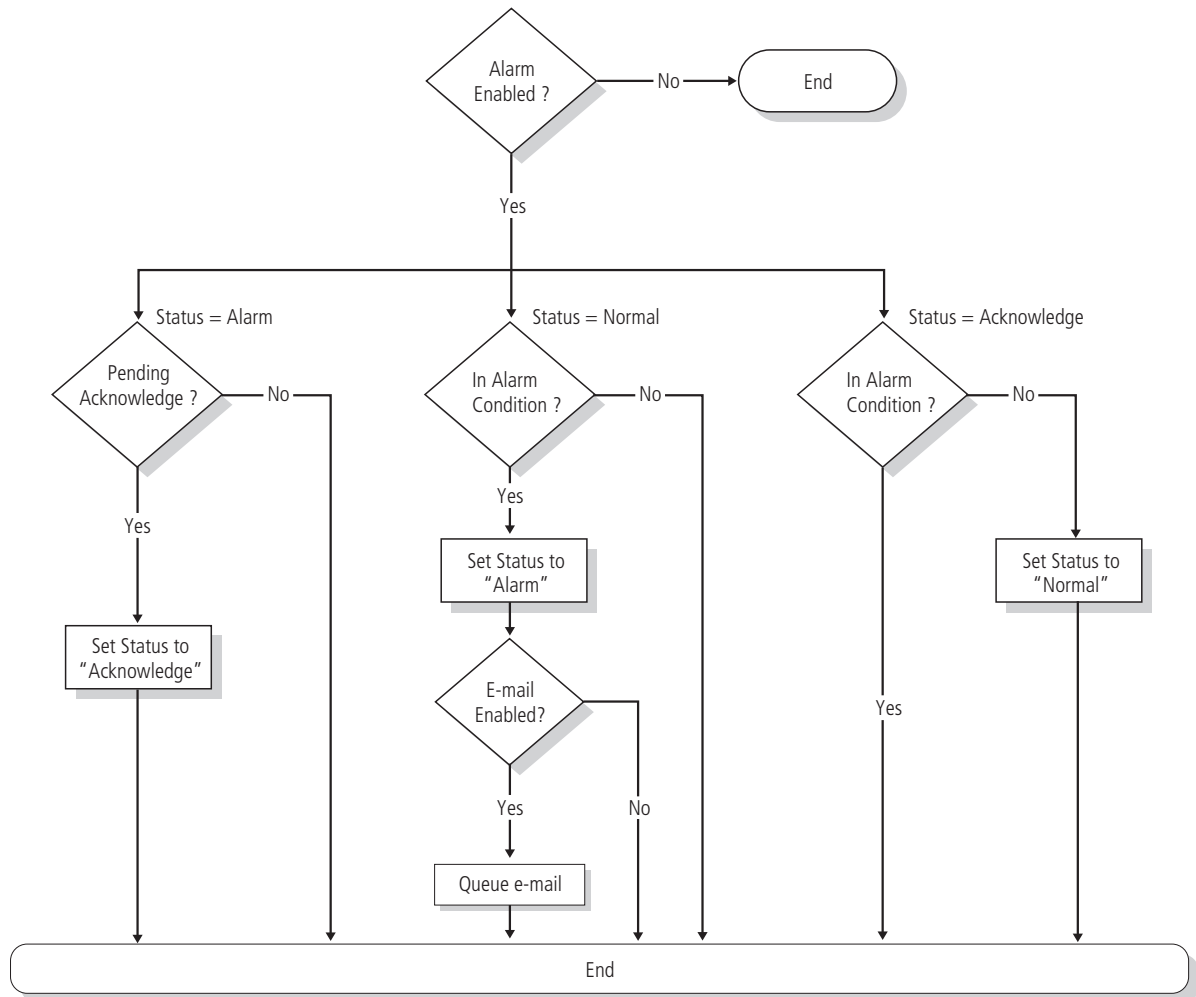 Alarm
Enabled ?
No
End
Yes
Status = Alarm
Status = Normal
Status = Acknowledge
Pending
Acknowledge ?
No
In Alarm
Condition ?
No
In Alarm
Condition ?
No
Yes
Yes
Set Status to
“Alarm”
Set Status to
“Normal”
Set Status to
“Acknowledge”
E-mail
Enabled?
Yes
Yes
No
Queue e-mail
End